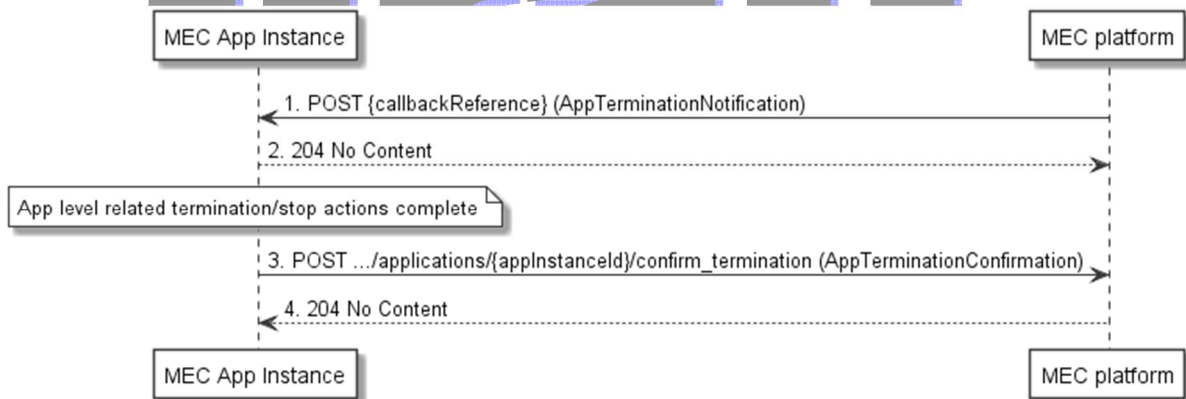 MEC App Instance MEC platform
1. POST {callbackReference} (AppTerminationNotification)
2. 204 No Content
App level related termination/stop actions complete
3. POST .../applications/{appInstanceId}/confirm_termination (AppTerminationConfirmation)
4. 204 No Content
MEC App Instance MEC platform